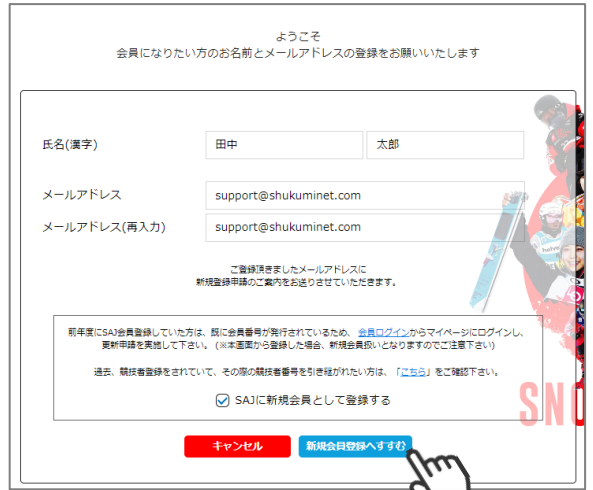 ようこそ
会員になりたい方のお名前とメールアドレスの登録をお願いいたします
氏名(漢字) 田中 太郎
メールアドレス support@shukuminet.com
メールアドレス(再入力) support@shukuminet.com
ご登録頂きましたメールアドレスに
新規登録申請のご案内をお送りさせていただきます。
前年度にSAJ会員登録していた方は、既に会員番号が発行されているため、 会員ログインからマイページにログインし、
更新申請を実施して下さい。(※本画面から登録した場合、新規会員扱いとなりますのでご注意下さい)
過去、競技者登録をされていて、その際の競技者番号を引き継がれたい方は、「こちら」をご確認下さい。
SAJに新規会員として登録する
SNO
キャンセル 新規会員登録へすすむ